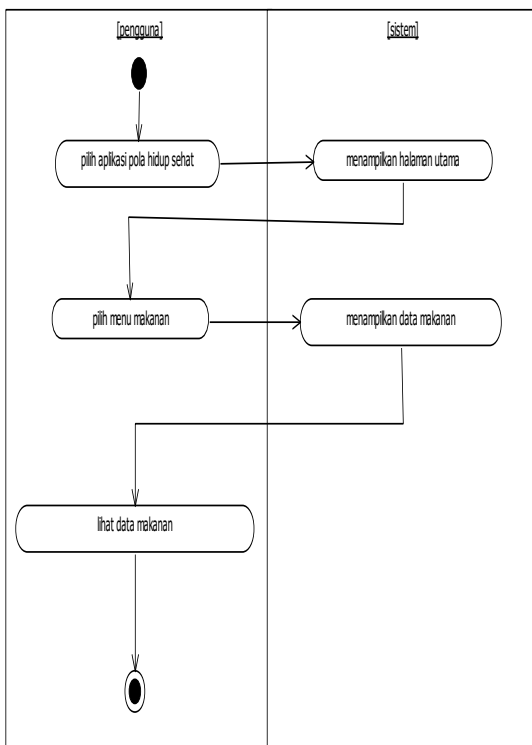 [pengguna]
[sistem]
pilih aplikasi pola hidup sehat
menampilkan halaman utama
pilih menu makanan
menampilkan data makanan
lihat data makanan